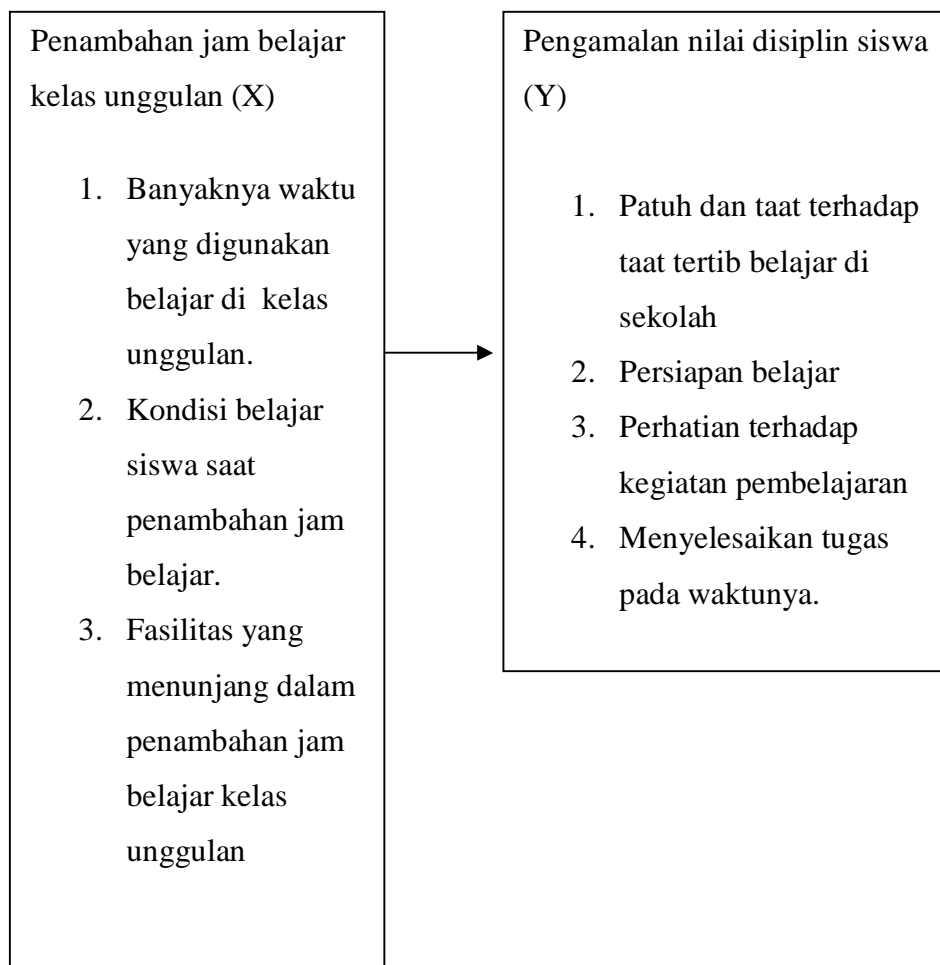 Penambahan jam belajar
kelas unggulan (X)
1. Banyaknya waktu
yang digunakan
belajar di kelas
unggulan.
2. Kondisi belajar
siswa saat
penambahan jam
belajar.
3. Fasilitas yang
menunjang dalam
penambahan jam
belajar kelas
unggulan
Pengamalan nilai disiplin siswa
(Y)
1. Patuh dan taat terhadap
taat tertib belajar di
sekolah
2. Persiapan belajar
3. Perhatian terhadap
kegiatan pembelajaran
4. Menyelesaikan tugas
pada waktunya.